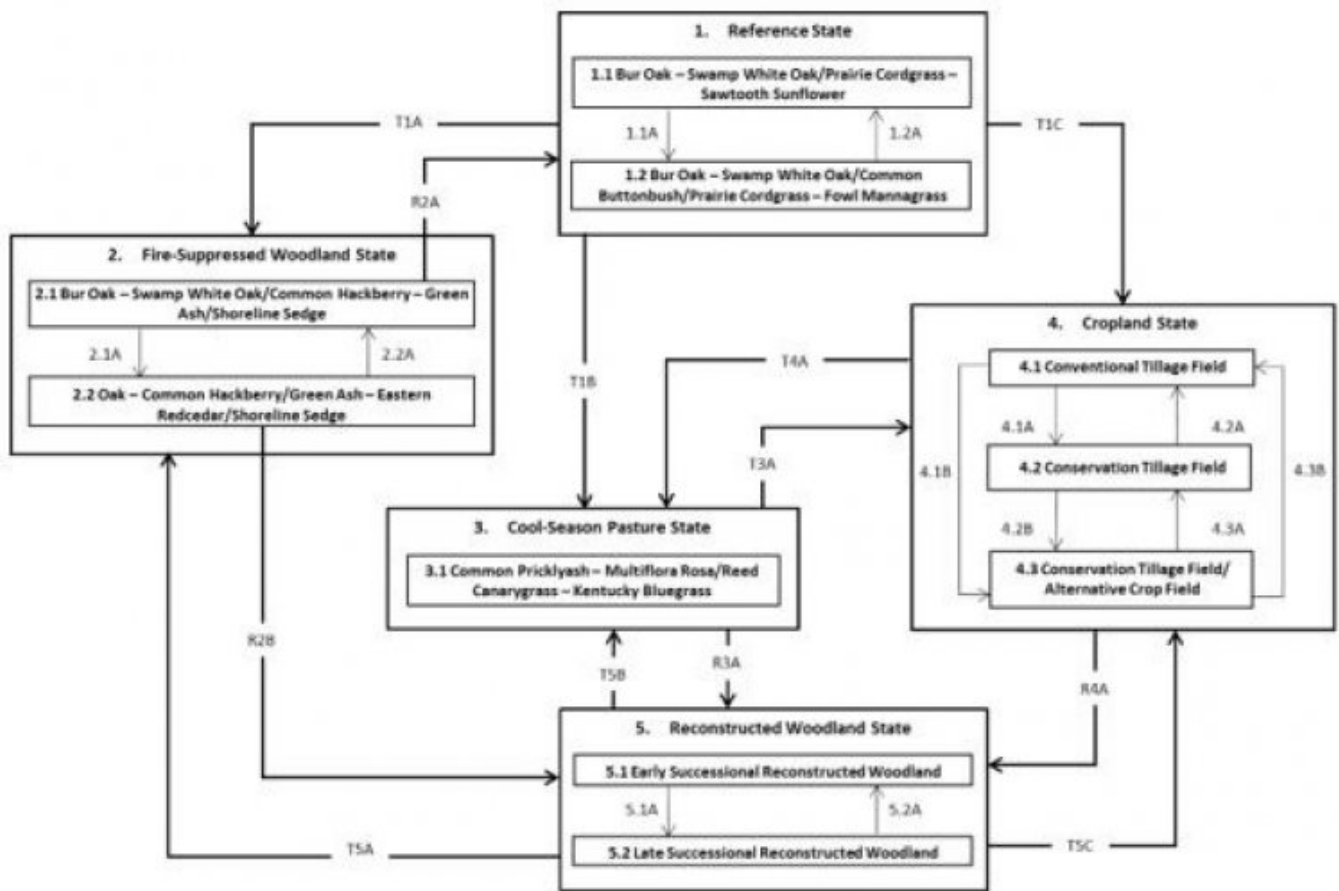 1. Reference State
1.1 Bur Oak – Swamp White Oak/Prairie Cordgrass –
Sawtooth Sunflower
T1A
1.1A
1.2A
T1C
1.2 Bur Oak – Swamp White Oak/Common
Buttonbush/Prairie Cordgrass – Fowl Mannagrass
R2A
2. Fire-Suppressed Woodland State
2.1 Bur Oak – Swamp White Oak/Common Hackberry – Green
Ash/Shoreline Sedge
2.1A
2.2A
2.2 Oak – Common Hackberry/Green Ash – Eastern
Redcedar/Shoreline Sedge
T1B
T4A
4. Cropland State
4.1 Conventional Tillage Field
4.1A
4.2A
4.1B
4.2 Conservation Tillage Field
4.3B
4.2B
4.3A
4.3 Conservation Tillage Field/
Alternative Crop Field
T3A
3. Cool-Season Pasture State
3.1 Common Pricklyash – Multiflora Rosa/Reed
Canarygrass – Kentucky Bluegrass
R2B
T5B
R3A
R4A
5. Reconstructed Woodland State
5.1 Early Successional Reconstructed Woodland
5.1A
5.2A
5.2 Late Successional Reconstructed Woodland
T5A
T5C